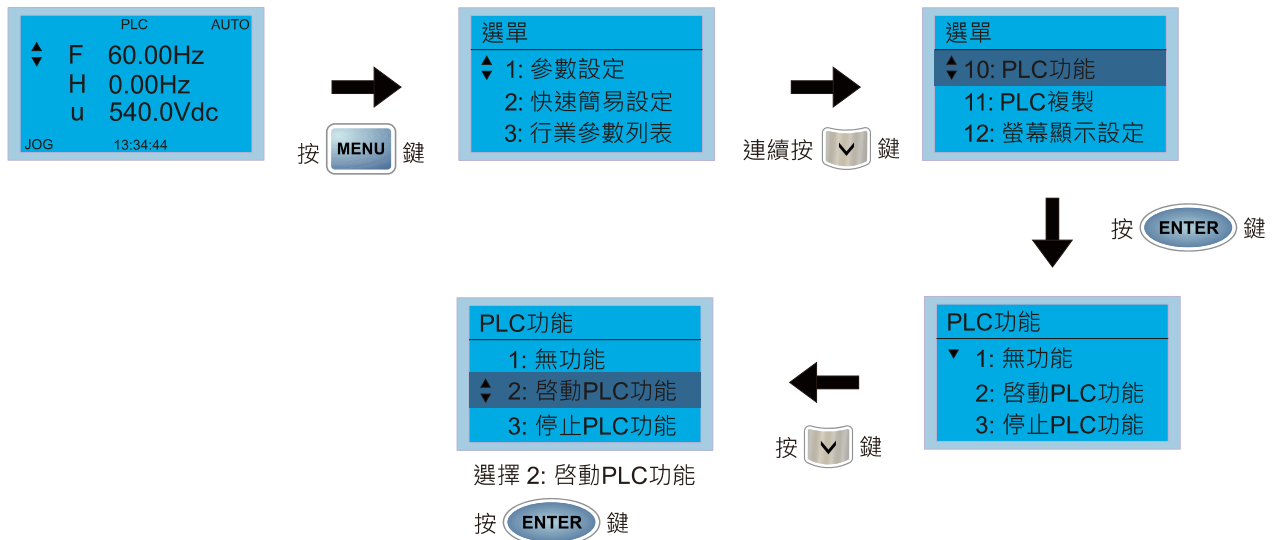 PLC AUTO
F 60.00Hz
H 0.00Hz
u 540.0Vdc
JOG 13:34:44
按 MENU 鍵
選單
1: 參數設定
2: 快速簡易設定
3: 行業參數列表
連續按 鍵
選單
10: PLC功能
11: PLC複製
12: 螢幕顯示設定
按 ENTER 鍵
PLC功能
1: 無功能
2: 啓動PLC功能
3: 停止PLC功能
按 鍵
PLC功能
1: 無功能
2: 啓動PLC功能
3: 停止PLC功能
選擇 2: 啓動PLC功能
按 ENTER 鍵